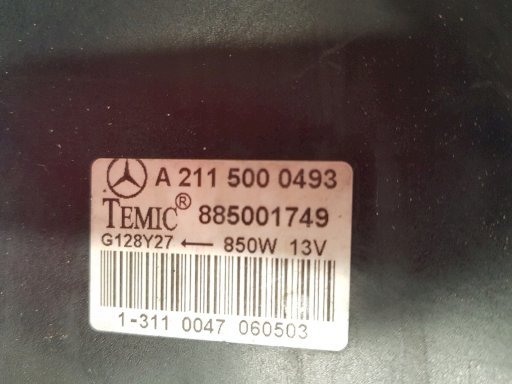 A 211 500 0493
TEMIC® 885001749
G128Y27 ← 850W 13V
1-311 0047 060503